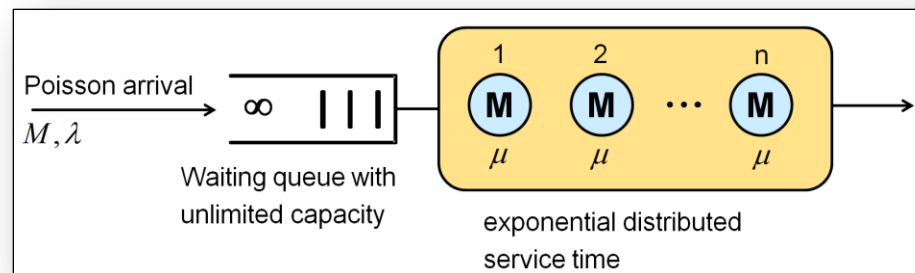 Poisson arrival
M, λ
∞
Waiting queue with
unlimited capacity
1 2 n
M M ··· M
μ μ μ
exponential distributed
service time